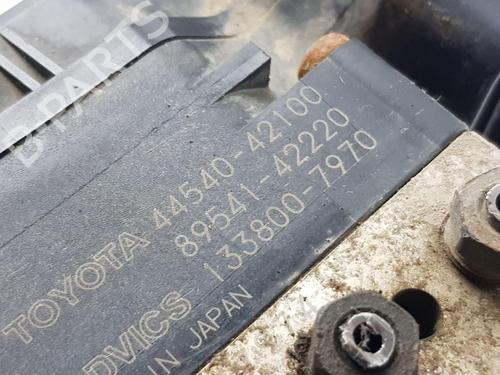 B-PARTS
TOYOTA 44540-42100
89541-42220
DVICS 133800-7970
IN JAPAN